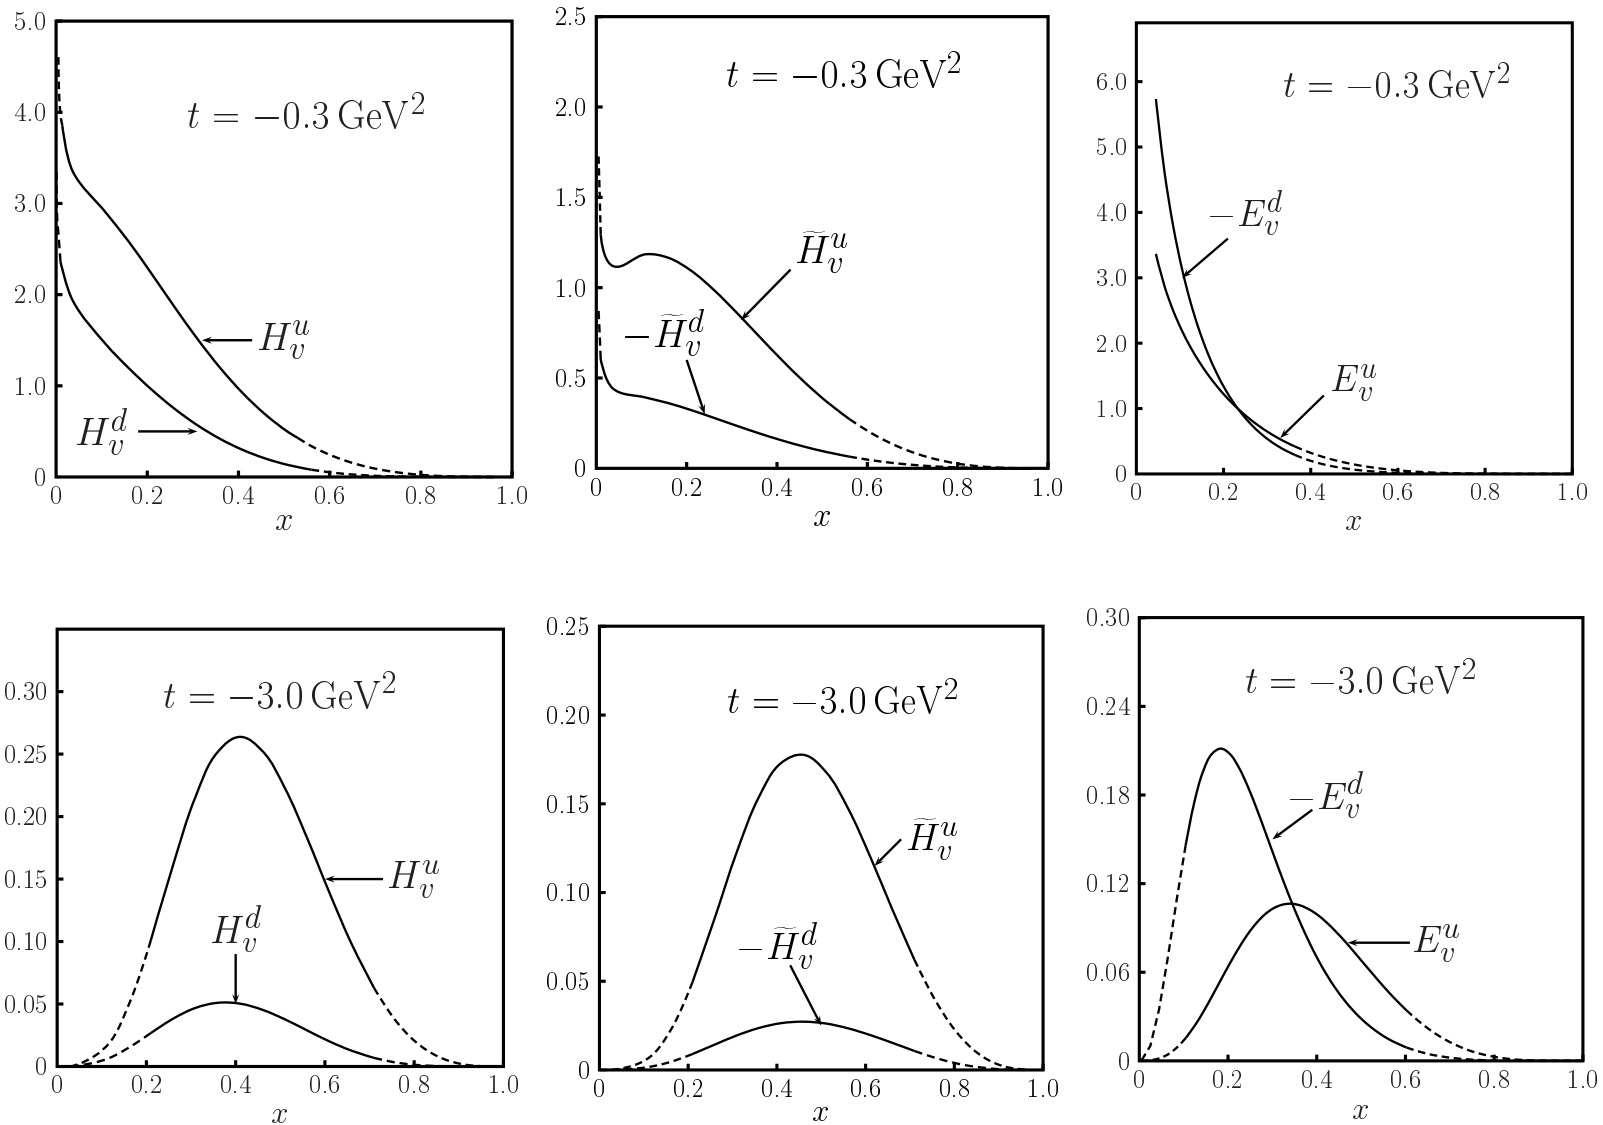 5.0
4.0
3.0
2.0
1.0
0
t = −0.3 GeV²
H_v^u
H_v^d
0 0.2 0.4 0.6 0.8 1.0
x
2.5
2.0
1.5
1.0
0.5
0
t = −0.3 GeV²
H̃_v^u
−H̃_v^d
0 0.2 0.4 0.6 0.8 1.0
x
6.0
5.0
4.0
3.0
2.0
1.0
0
t = −0.3 GeV²
−E_v^d
E_v^u
0 0.2 0.4 0.6 0.8 1.0
x
0.30
0.25
0.20
0.15
0.10
0.05
0
t = −3.0 GeV²
H_v^u
H_v^d
0 0.2 0.4 0.6 0.8 1.0
x
0.25
0.20
0.15
0.10
0.05
0
t = −3.0 GeV²
H̃_v^u
−H̃_v^d
0 0.2 0.4 0.6 0.8 1.0
x
0.30
0.24
0.18
0.12
0.06
0
t = −3.0 GeV²
−E_v^d
E_v^u
0 0.2 0.4 0.6 0.8 1.0
x